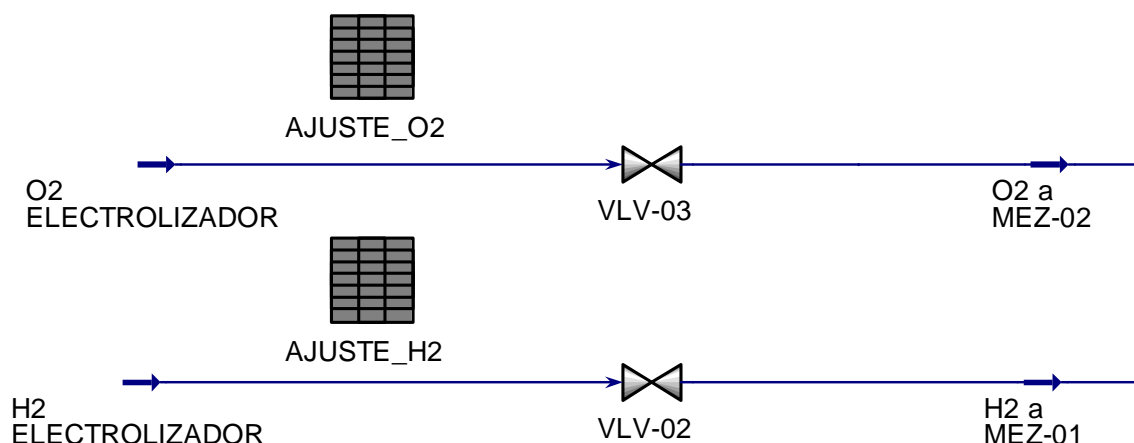 AJUSTE_O2
O2
ELECTROLIZADOR
VLV-03
O2 a
MEZ-02
AJUSTE_H2
H2
ELECTROLIZADOR
VLV-02
H2 a
MEZ-01